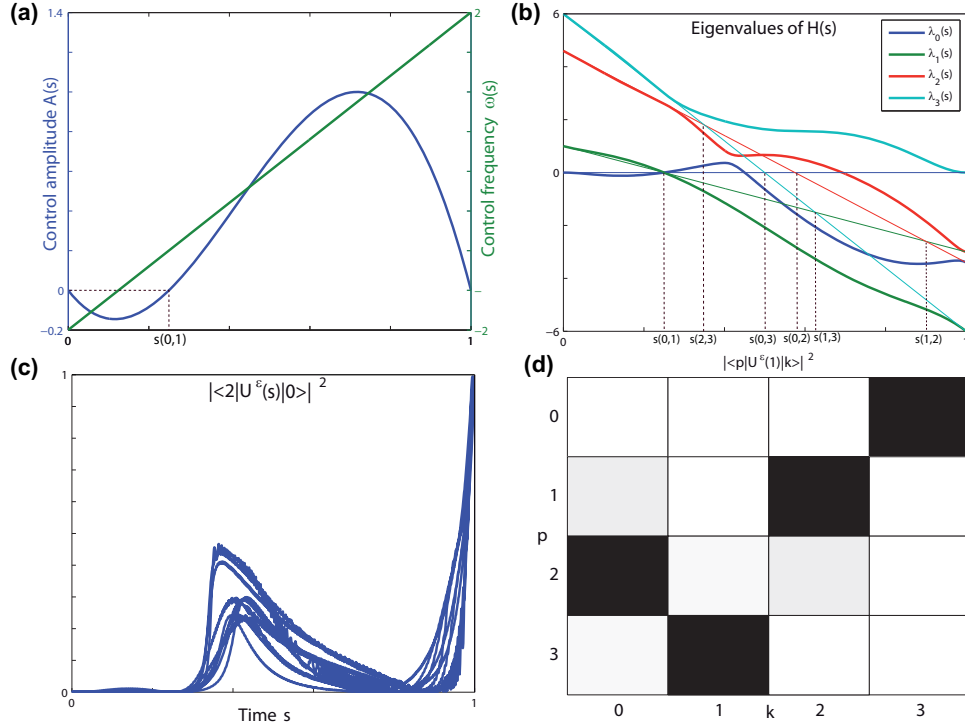 (a)
1.4
2
Control amplitude A(s)
Control frequency ω(s)
0
−
−0.2
−2
0
s(0,1)
1
(b)
6
Eigenvalues of H(s)
λ0(s)
λ1(s)
λ2(s)
λ3(s)
0
−6
0
s(0,1)
s(2,3)
s(0,3)
s(0,2)
s(1,3)
s(1,2)
(c)
1
|<2|U^ε(s)|0>|^2
0
0
Time s
1
|<p|U^ε(1)|k>|^2
(d)
0
1
p
2
3
0
1
k
2
3